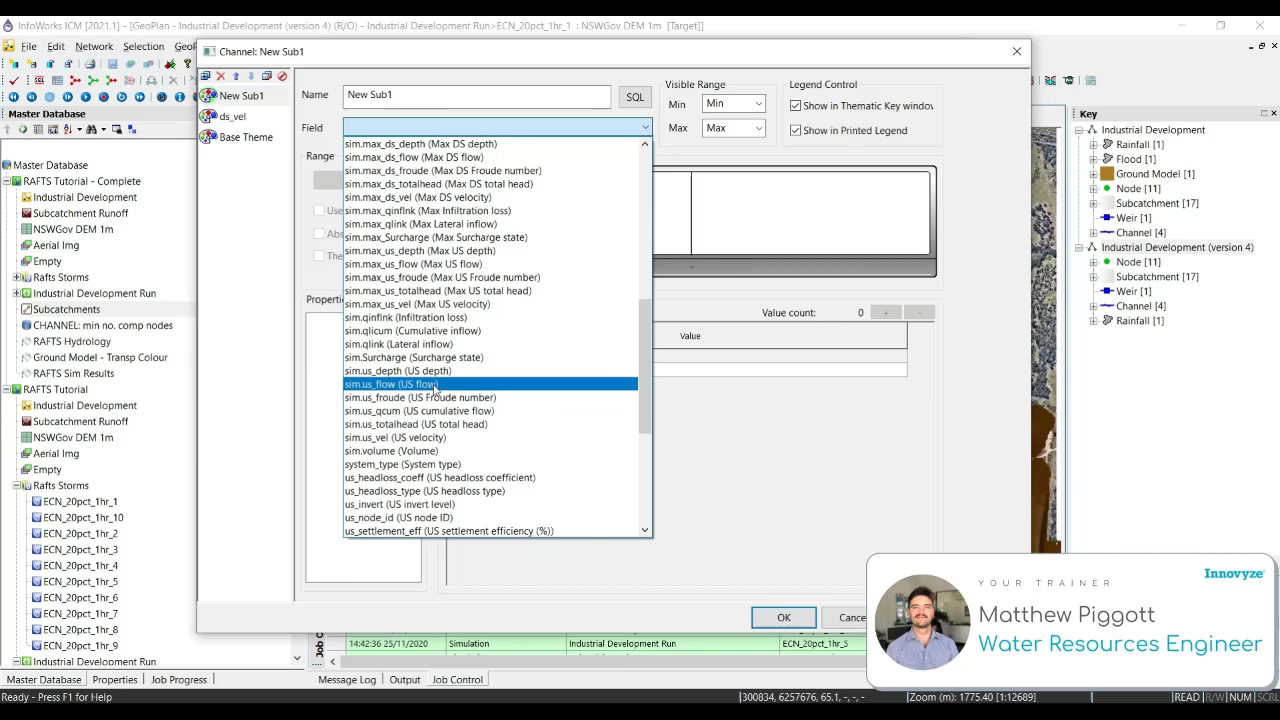 InfoWorks ICM [2021.1] - [GeoPlan - Industrial Development (version 4) (R/O) - Industrial Development Run>ECN_20pct_1hr_1 : NSWGov DEM 1m [Target]]
File Edit Network Selection
Channel: New Sub1
Master Database
Master Database
RAFTS Tutorial - Complete
Industrial Development
Subcatchment Runoff
NSWGov DEM 1m
Aerial Img
Empty
Rafts Storms
Industrial Development Run
Subcatchments
CHANNEL: min no. comp nodes
RAFTS Hydrology
Ground Model - Transp Colour
RAFTS Sim Results
RAFTS Tutorial
Industrial Development
Subcatchment Runoff
NSWGov DEM 1m
Aerial Img
Empty
Rafts Storms
ECN_20pct_1hr_1
ECN_20pct_1hr_10
ECN_20pct_1hr_2
ECN_20pct_1hr_3
ECN_20pct_1hr_4
ECN_20pct_1hr_5
ECN_20pct_1hr_6
ECN_20pct_1hr_7
ECN_20pct_1hr_8
ECN_20pct_1hr_9
Industrial Development Run
Master Database Properties Job Progress
New Sub1
ds_vel
Base Theme
Name New Sub1 SQL
Field
Range
Visible Range
Min Min
Max Max
Legend Control
Show in Thematic Key window
Show in Printed Legend
sim.max_ds_depth (Max DS depth)
sim.max_ds_flow (Max DS flow)
sim.max_ds_froude (Max DS Froude number)
sim.max_ds_totalhead (Max DS total head)
sim.max_ds_vel (Max DS velocity)
sim.max_qinflnk (Max Infiltration loss)
sim.max_qlink (Max Lateral inflow)
sim.max_Surcharge (Max Surcharge state)
sim.max_us_depth (Max US depth)
sim.max_us_flow (Max US flow)
sim.max_us_froude (Max US Froude number)
sim.max_us_totalhead (Max US total head)
sim.max_us_vel (Max US velocity)
sim.qinflnk (Infiltration loss)
sim.qlicum (Cumulative inflow)
sim.qlink (Lateral inflow)
sim.Surcharge (Surcharge state)
sim.us_depth (US depth)
sim.us_flow (US flow)
sim.us_froude (US Froude number)
sim.us_qcum (US cumulative flow)
sim.us_totalhead (US total head)
sim.us_vel (US velocity)
sim.volume (Volume)
system_type (System type)
us_headloss_coeff (US headloss coefficient)
us_headloss_type (US headloss type)
us_invert (US invert level)
us_node_id (US node ID)
us_settlement_eff (US settlement efficiency (%))
Value count: 0 + -
Value
OK
Key
Industrial Development
Rainfall [1]
Flood [1]
Ground Model [1]
Node [11]
Subcatchment [17]
Weir [1]
Channel [4]
Industrial Development (version 4)
Node [11]
Subcatchment [17]
Weir [1]
Channel [4]
Rainfall [1]
14:42:36 25/11/2020 Simulation Industrial Development Run ECN_20pct_1hr_5
Message Log Output Job Control
Innovyze
YOUR TRAINER
Matthew Piggott
Water Resources Engineer
Ready - Press F1 for Help
300834, 6257676, 65.1, -, -, - Zoom (m): 1775.40 [1:12689] READ R/W NUM SCRL